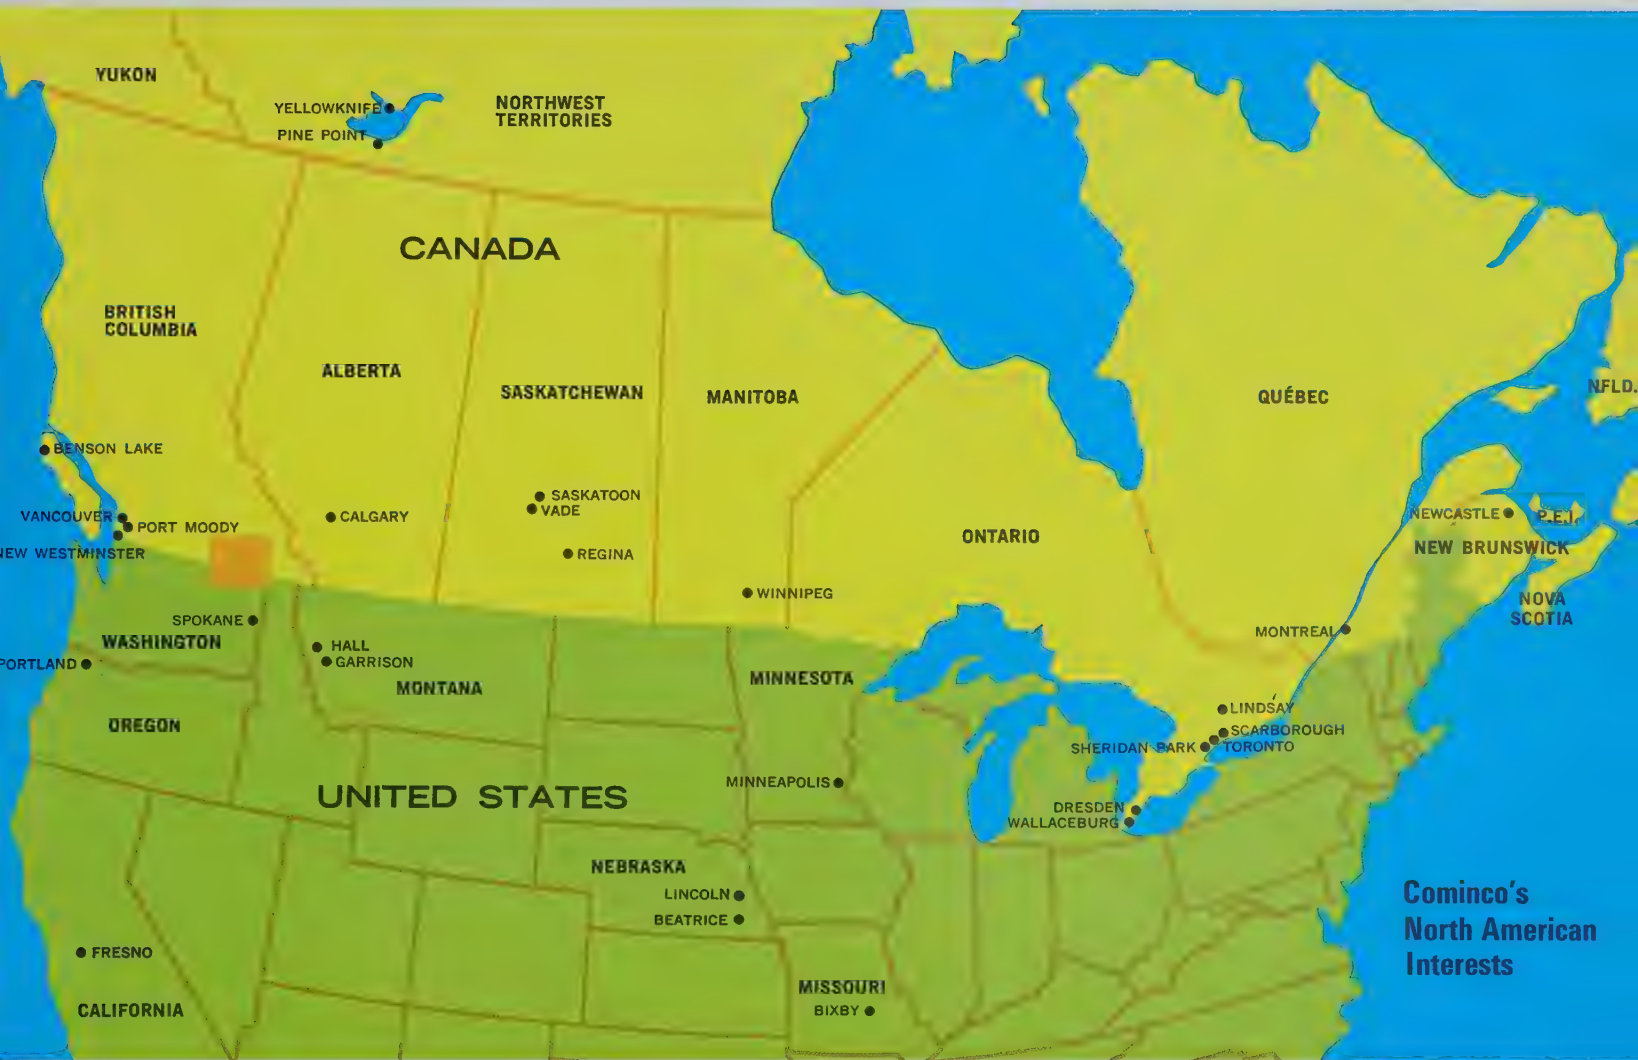 YUKON
YELLOWKNIFE
PINE POINT
NORTHWEST
TERRITORIES
CANADA
BRITISH
COLUMBIA
ALBERTA
SASKATCHEWAN
MANITOBA
QUÉBEC
NFLD.
BENSON LAKE
SASKATOON
VADE
VANCOUVER
CALGARY
PORT MOODY
NEW WESTMINSTER
REGINA
ONTARIO
NEWCASTLE
P.E.I.
NEW BRUNSWICK
WINNIPEG
NOVA
SCOTIA
SPOKANE
WASHINGTON
HALL
GARRISON
PORTLAND
MONTANA
MINNESOTA
MONTREAL
OREGON
LINDSAY
SCARBOROUGH
SHERIDAN PARK
TORONTO
UNITED STATES
MINNEAPOLIS
DRESDEN
WALLACEBURG
NEBRASKA
LINCOLN
BEATRICE
FRESNO
CALIFORNIA
MISSOURI
BIXBY
Cominco's
North American
Interests